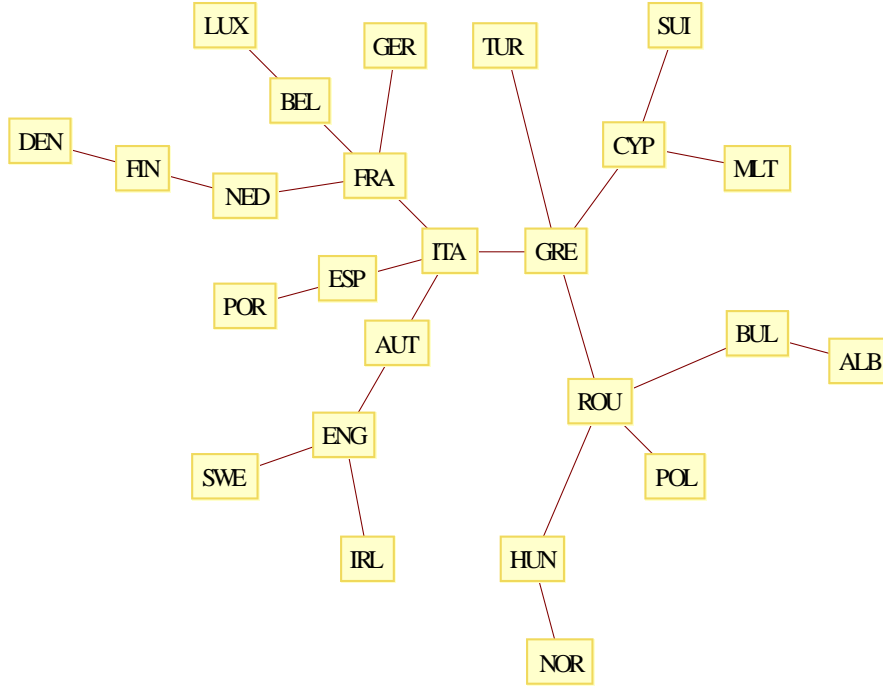 LUX
SUI
GER
TUR
BEL
DEN
CYP
FIN
MLT
FRA
NED
ITA
GRE
ESP
POR
BUL
AUT
ALB
ROU
ENG
SWE
POL
IRL
HUN
NOR